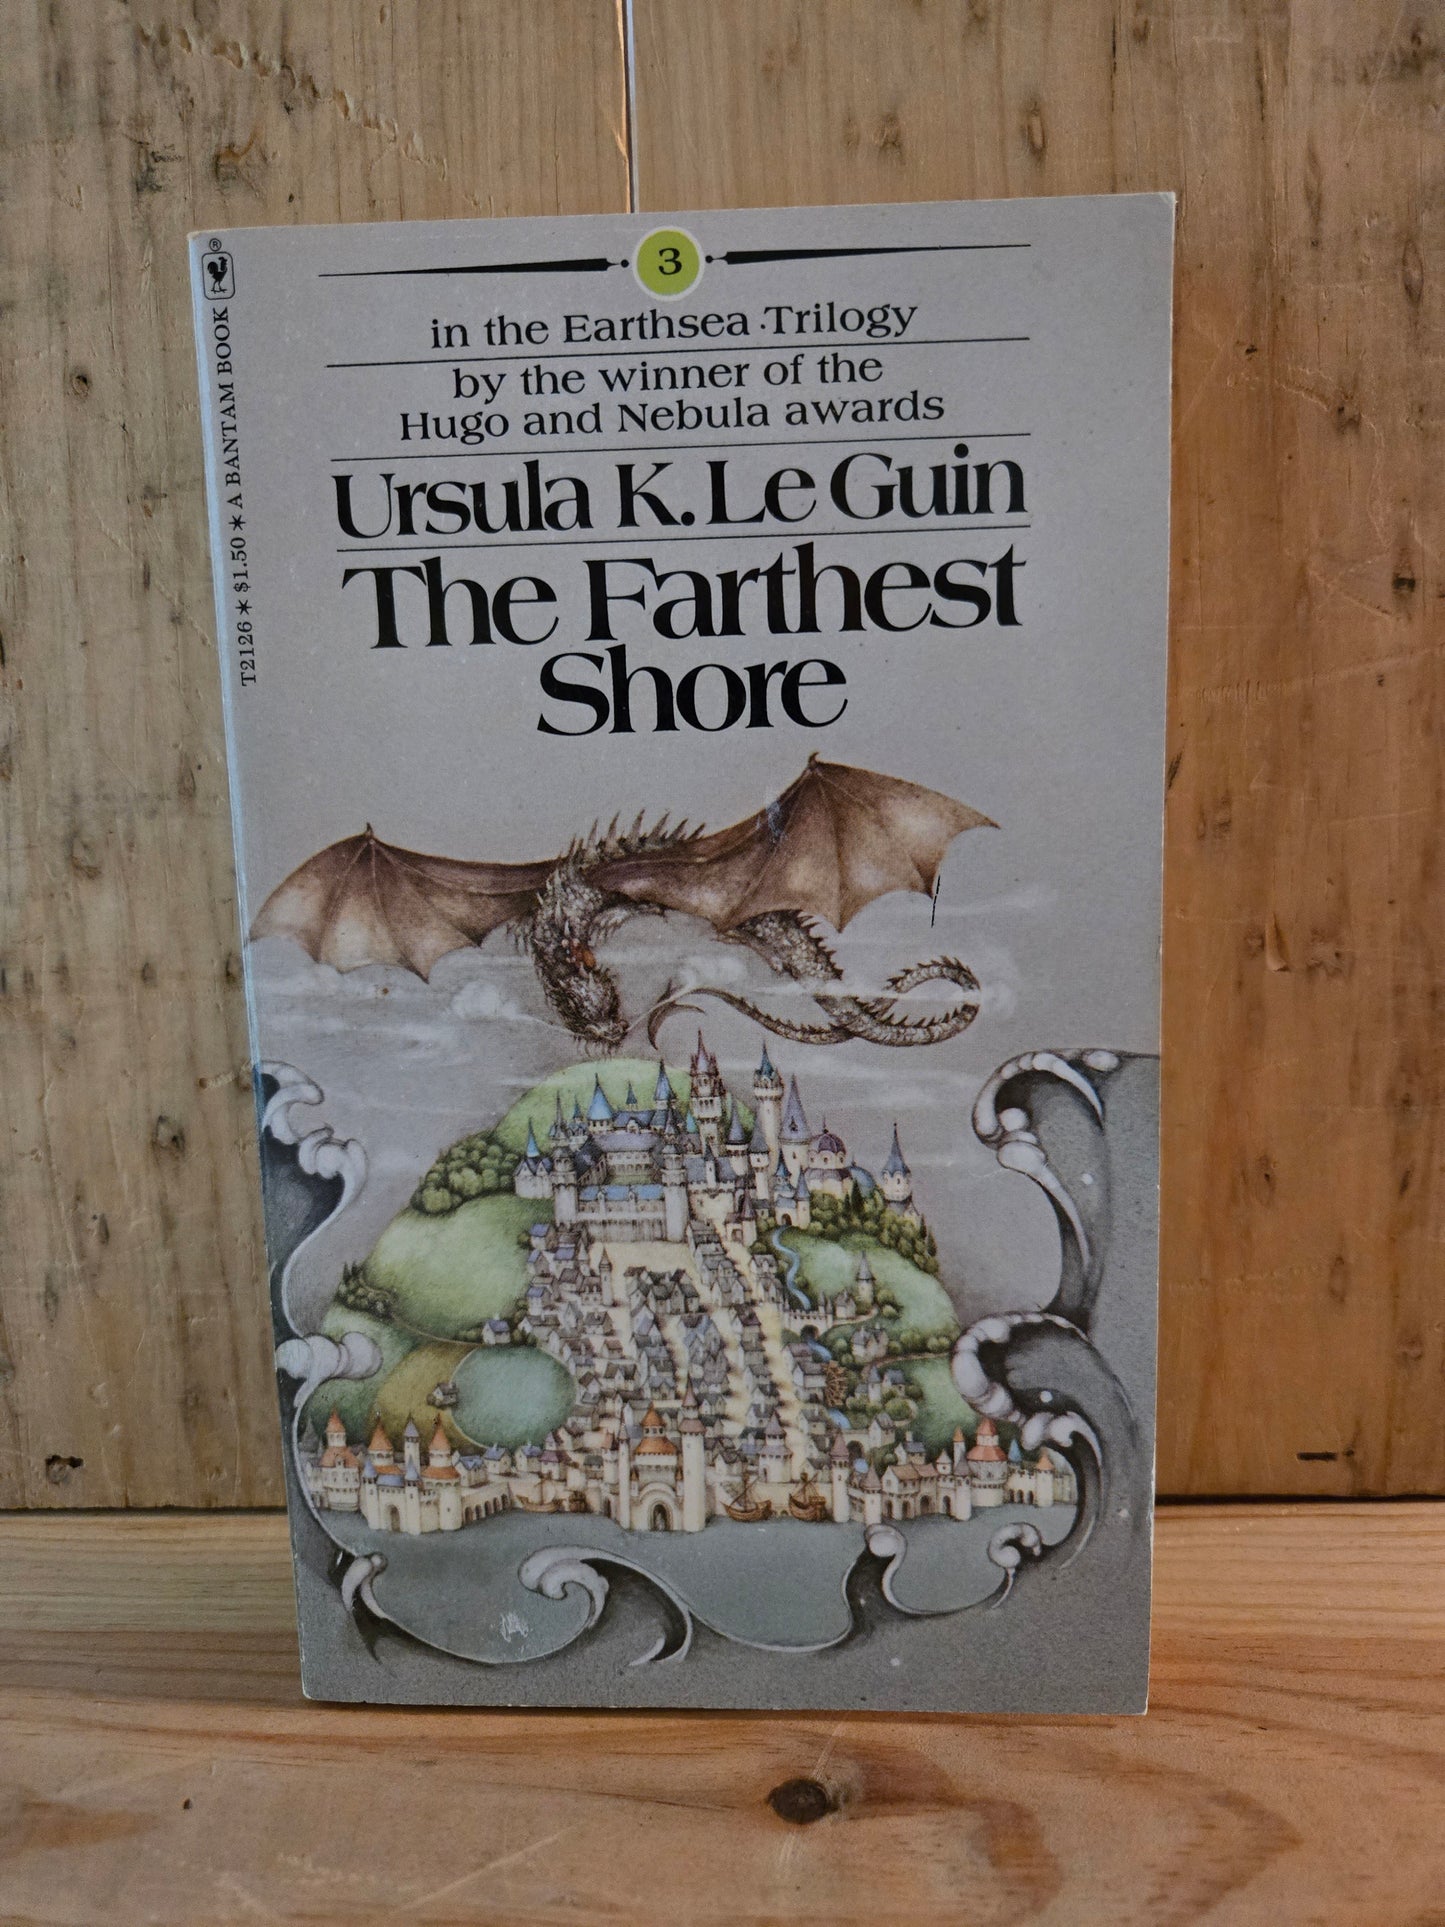 3
in the Earthsea Trilogy
by the winner of the
Hugo and Nebula awards
Ursula K. Le Guin
The Farthest
Shore
T2126 * $1.50 * A BANTAM BOOK ®